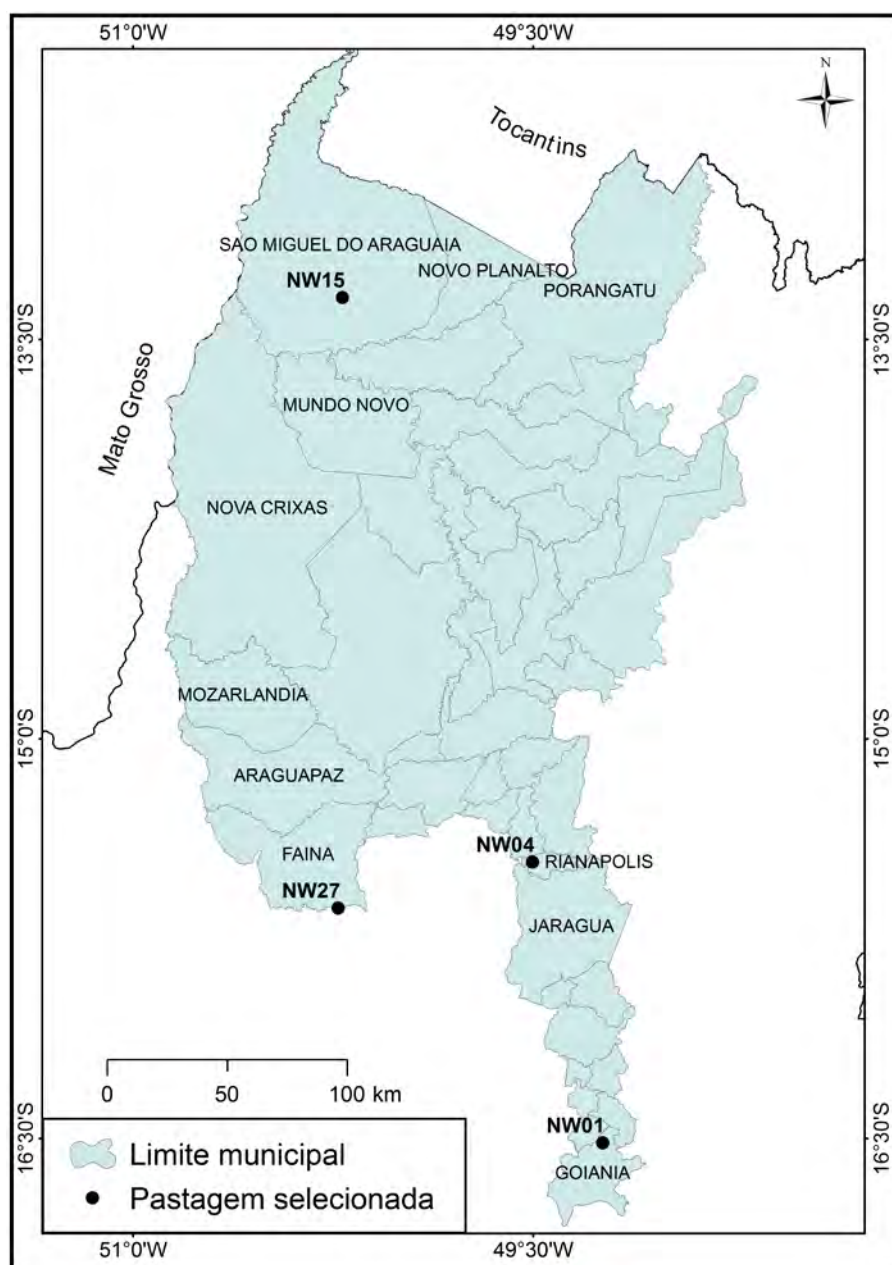 51°0'W 49°30'W
N
Tocantins
SAO MIGUEL DO ARAGUAIA
NOVO PLANALTO
NW15
PORANGATU
13°30'S 13°30'S
Mato Grosso
MUNDO NOVO
NOVA CRIXAS
MOZARLANDIA
15°0'S 15°0'S
ARAGUAPAZ
NW04
FAINA
RIANAPOLIS
NW27
JARAGUA
0 50 100 km
NW01
16°30'S 16°30'S
Limite municipal
GOIANIA
Pastagem selecionada
51°0'W 49°30'W